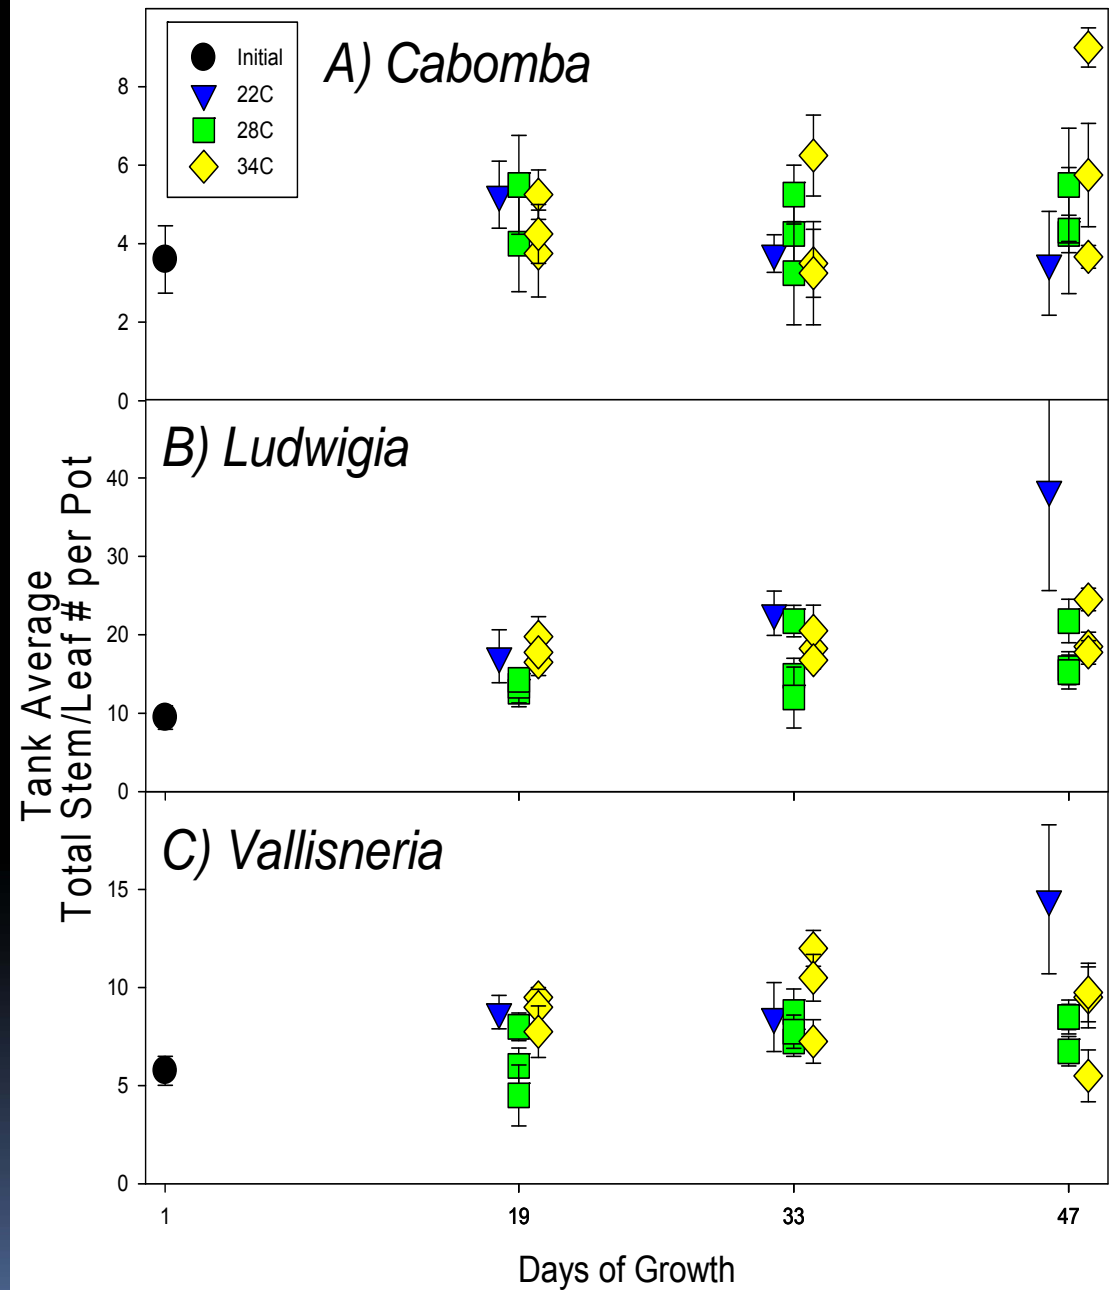 A) Cabomba
Initial
22C
28C
34C
8
6
4
2
0
B) Ludwigia
40
30
20
10
0
C) Vallisneria
15
10
5
0
1
19
33
47
Days of Growth
Tank Average
Total Stem/Leaf # per Pot